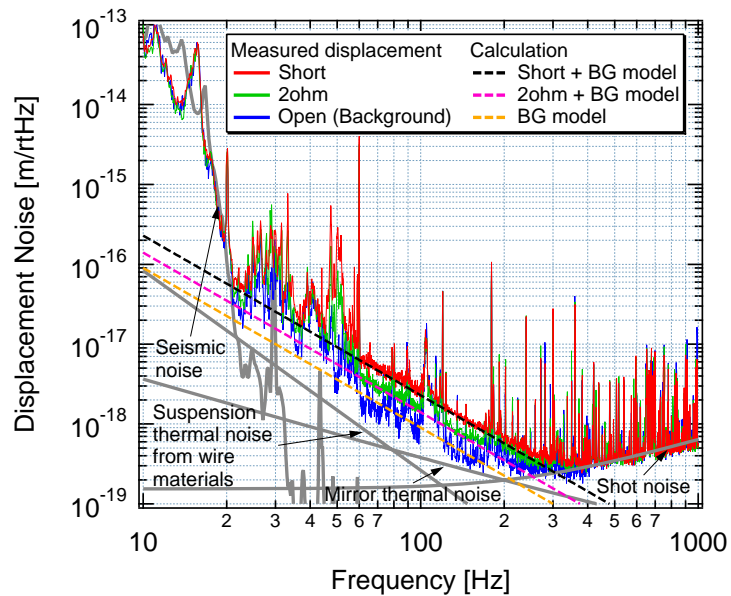 Displacement Noise [m/rtHz]
10-13
10-14
10-15
10-16
10-17
10-18
10-19
Measured displacement
Short
2ohm
Open (Background)
Calculation
Short + BG model
2ohm + BG model
BG model
Seismic
noise
Suspension
thermal noise
from wire
materials
Mirror thermal noise
Shot noise
10 2 3 4 5 6 7 100 2 3 4 5 6 7 1000
Frequency [Hz]